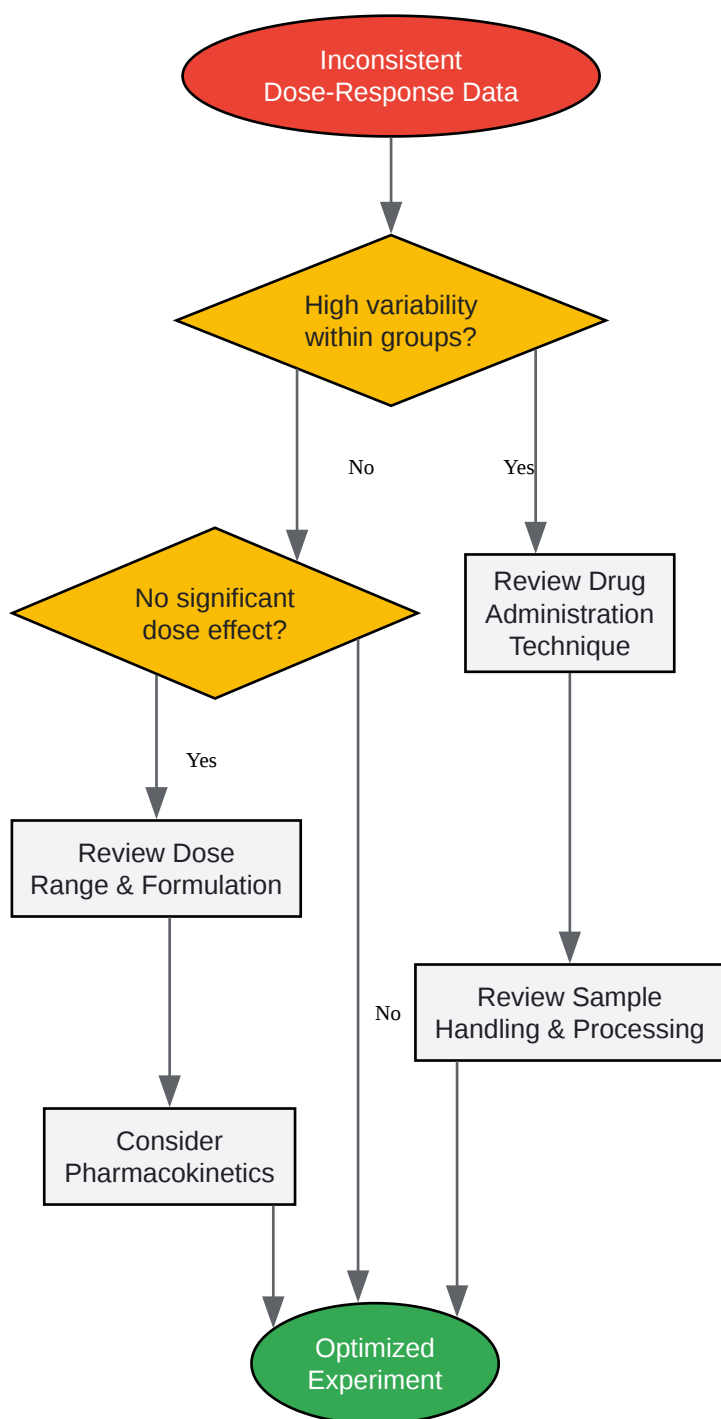 Inconsistent
Dose-Response Data
High variability
within groups?
No
Yes
No significant
dose effect?
Review Drug
Administration
Technique
Yes
Review Dose
Range & Formulation
No
Review Sample
Handling & Processing
Consider
Pharmacokinetics
Optimized
Experiment